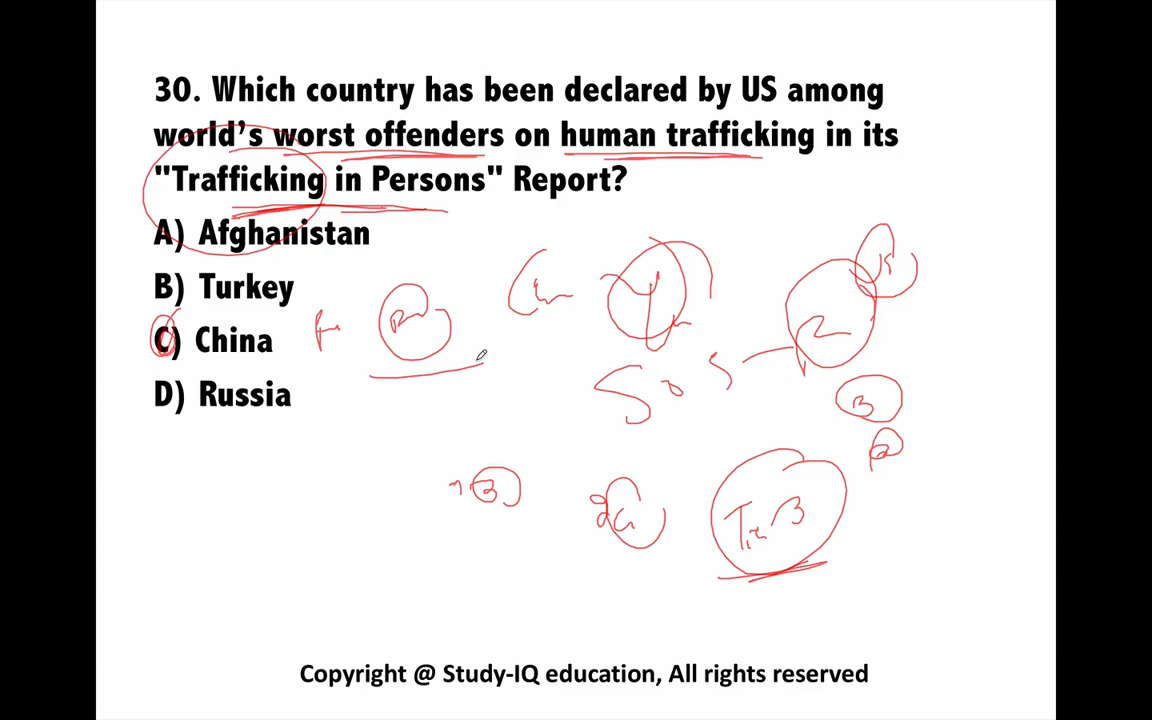 30. Which country has been declared by US among
world's worst offenders on human trafficking in its
"Trafficking in Persons" Report?
A) Afghanistan
B) Turkey
C) China
D) Russia
Copyright @ Study-IQ education, All rights reserved